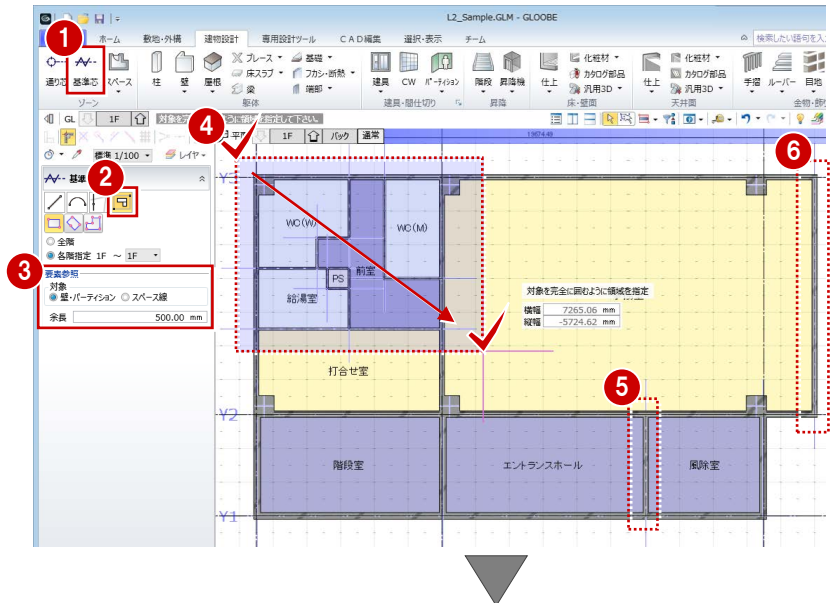 L2_Sample.GLM - GLOOBE
ホーム 敷地・外構 建物設計 専用設計ツール CAD編集 選択・表示 チーム
1
通り芯 基準芯 スペース 柱 壁 屋根 ブレース 基礎 建具 CW パーテイション 階段 昇降機 仕上 化粧材 仕上 化粧材 手摺 ルーバー 目地
床スラブ フカシ・断熱 カタログ部品 カタログ部品
梁 端部 汎用3D 汎用3D
ゾーン 躯体 建具・間仕切り 昇降 床・壁面 天井面
GL 1F
4
1F バック 通常
標準 1/100 レイヤ
6
基準
2
Y3
全階
各階指定 1F ～ 1F
3
要素参照
対象
壁・パーティション スペース線
余長 500.00 mm
WC(W) WC(M)
PS 前室
給湯室
対象を完全に囲むように領域を指定
横幅 7265.06 mm
縦幅 -5724.62 mm
打合せ室
5
Y2
階段室 エントランスホール 風除室
Y1